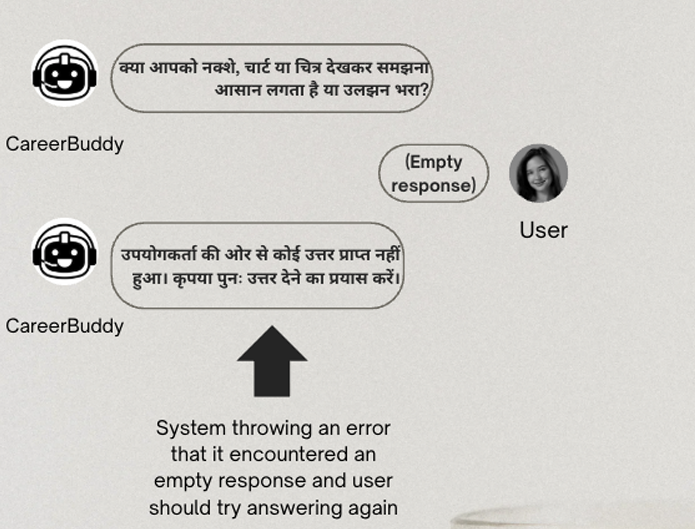 क्या आपको नक्शे, चार्ट या चित्र देखकर समझना
आसान लगता है या उलझन भरा?
CareerBuddy
(Empty
response)
User
उपयोगकर्ता की ओर से कोई उत्तर प्राप्त नहीं
हुआ। कृपया पुनः उत्तर देने का प्रयास करें।
CareerBuddy
System throwing an error
that it encountered an
empty response and user
should try answering again